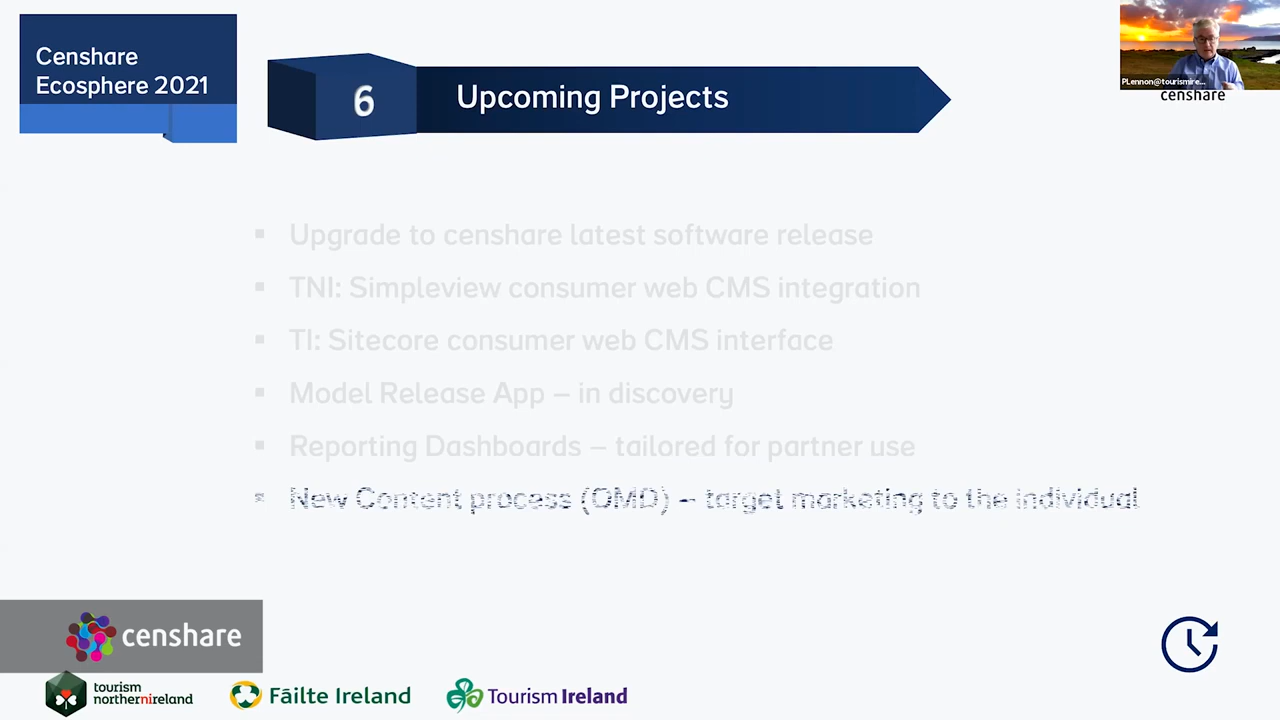 Censhare
Ecosphere 2021
6
Upcoming Projects
PLennon@tourismire...
censhare
▪ Upgrade to censhare latest software release
▪ TNI: Simpleview consumer web CMS integration
▪ TI: Sitecore consumer web CMS interface
▪ Model Release App – in discovery
▪ Reporting Dashboards – tailored for partner use
▪ New Content process (OMD) – target marketing to the individual
censhare
tourism
northernireland
Fáilte Ireland
Tourism Ireland